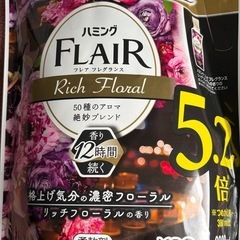 ハミング
FLAIR
フレア フレグランス
Rich Floral
50種のアロマ
絶妙ブレンド
香り
12時間
続く
5.2
倍
格上げ気分の濃密フローラル
リッチフローラルの香り
柔軟剤